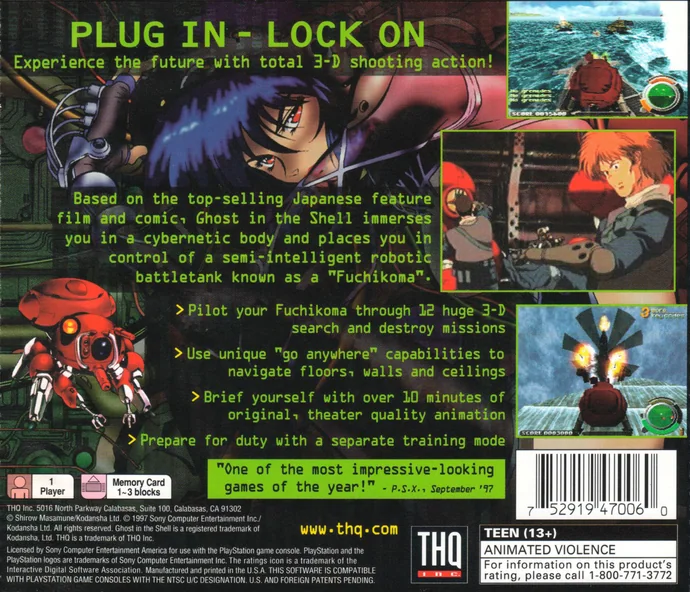 PLUG IN - LOCK ON
Experience the future with total 3-D shooting action!
No grenades
No grenades
No grenades
SCORE 0035600
Based on the top-selling Japanese feature
film and comic, Ghost in the Shell immerses
you in a cybernetic body and places you in
control of a semi-intelligent robotic
battletank known as a "Fuchikoma".
> Pilot your Fuchikoma through 12 huge 3-D
search and destroy missions
> Use unique "go anywhere" capabilities to
navigate floors, walls and ceilings
> Brief yourself with over 10 minutes of
original, theater quality animation
> Prepare for duty with a separate training mode
SCORE 0003000
"One of the most impressive-looking
games of the year!" - P.S.X., September '97
1
Player
Memory Card
1~3 blocks
THQ Inc. 5016 North Parkway Calabasas, Suite 100, Calabasas, CA 91302
© Shirow Masamune/Kodansha Ltd. © 1997 Sony Computer Entertainment Inc./
Kodansha Ltd. All rights reserved. Ghost in the Shell is a registered trademark of
Kodansha Ltd. THQ is a trademark of THQ Inc.
Licensed by Sony Computer Entertainment America for use with the PlayStation game console. PlayStation and the
PlayStation logos are trademarks of Sony Computer Entertainment Inc. The ratings icon is a trademark of the
Interactive Digital Software Association. Manufactured and printed in the U.S.A. THIS SOFTWARE IS COMPATIBLE
WITH PLAYSTATION GAME CONSOLES WITH THE NTSC U/C DESIGNATION. U.S. AND FOREIGN PATENTS PENDING.
www.thq.com
THQ
INC
7 52919 47006 0
TEEN (13+)
ANIMATED VIOLENCE
For information on this product's
rating, please call 1-800-771-3772